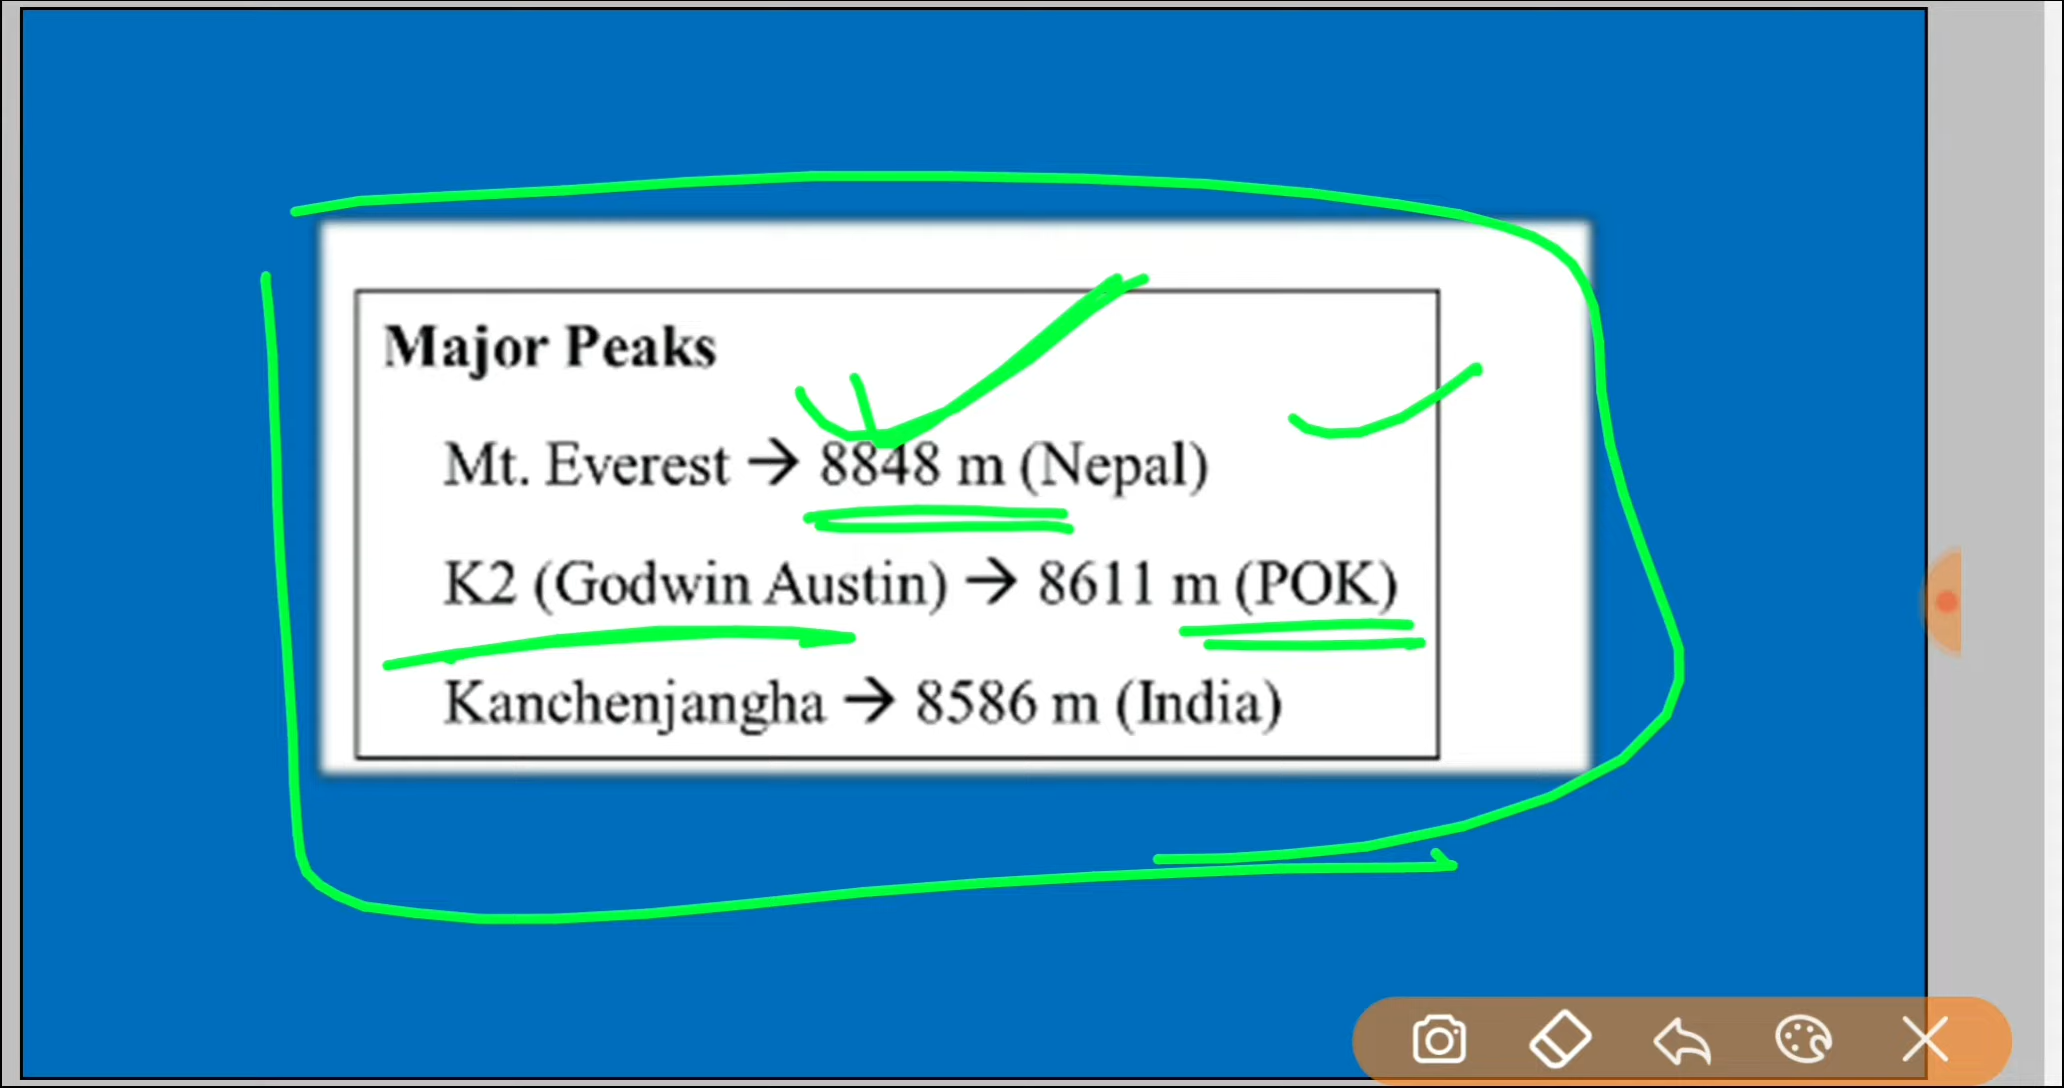 Major Peaks
Mt. Everest → 8848 m (Nepal)
K2 (Godwin Austin) → 8611 m (POK)
Kanchenjangha → 8586 m (India)